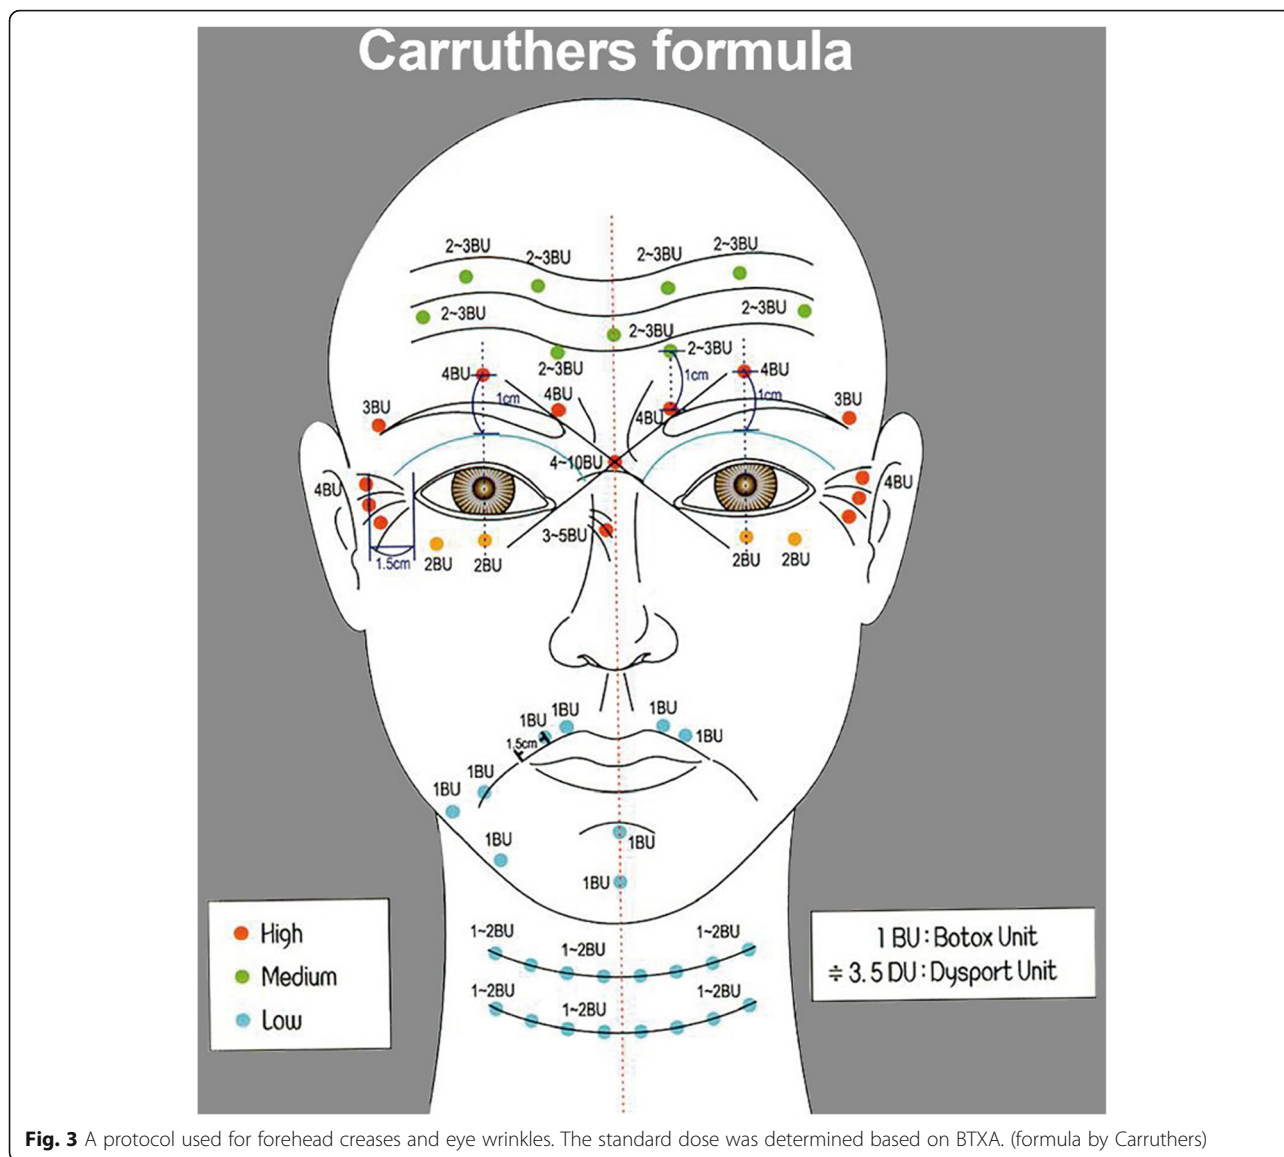 Carruthers formula
2~3BU
2~3BU
2~3BU
2~3BU
2~3BU
2~3BU
2~3BU
2~3BU
2~3BU
4BU
1cm
4BU
1cm
3BU
4BU
4BU
1cm
3BU
4~10BU
4BU
4BU
3~5BU
1.5cm
2BU
2BU
2BU
2BU
1BU
1BU
1BU
1BU
1.5cm
1BU
1BU
1BU
1BU
1BU
1~2BU
1~2BU
1~2BU
1~2BU
1~2BU
1~2BU
High
Medium
Low
1 BU : Botox Unit
≑ 3.5 DU : Dysport Unit
Fig. 3 A protocol used for forehead creases and eye wrinkles. The standard dose was determined based on BTXA. (formula by Carruthers)